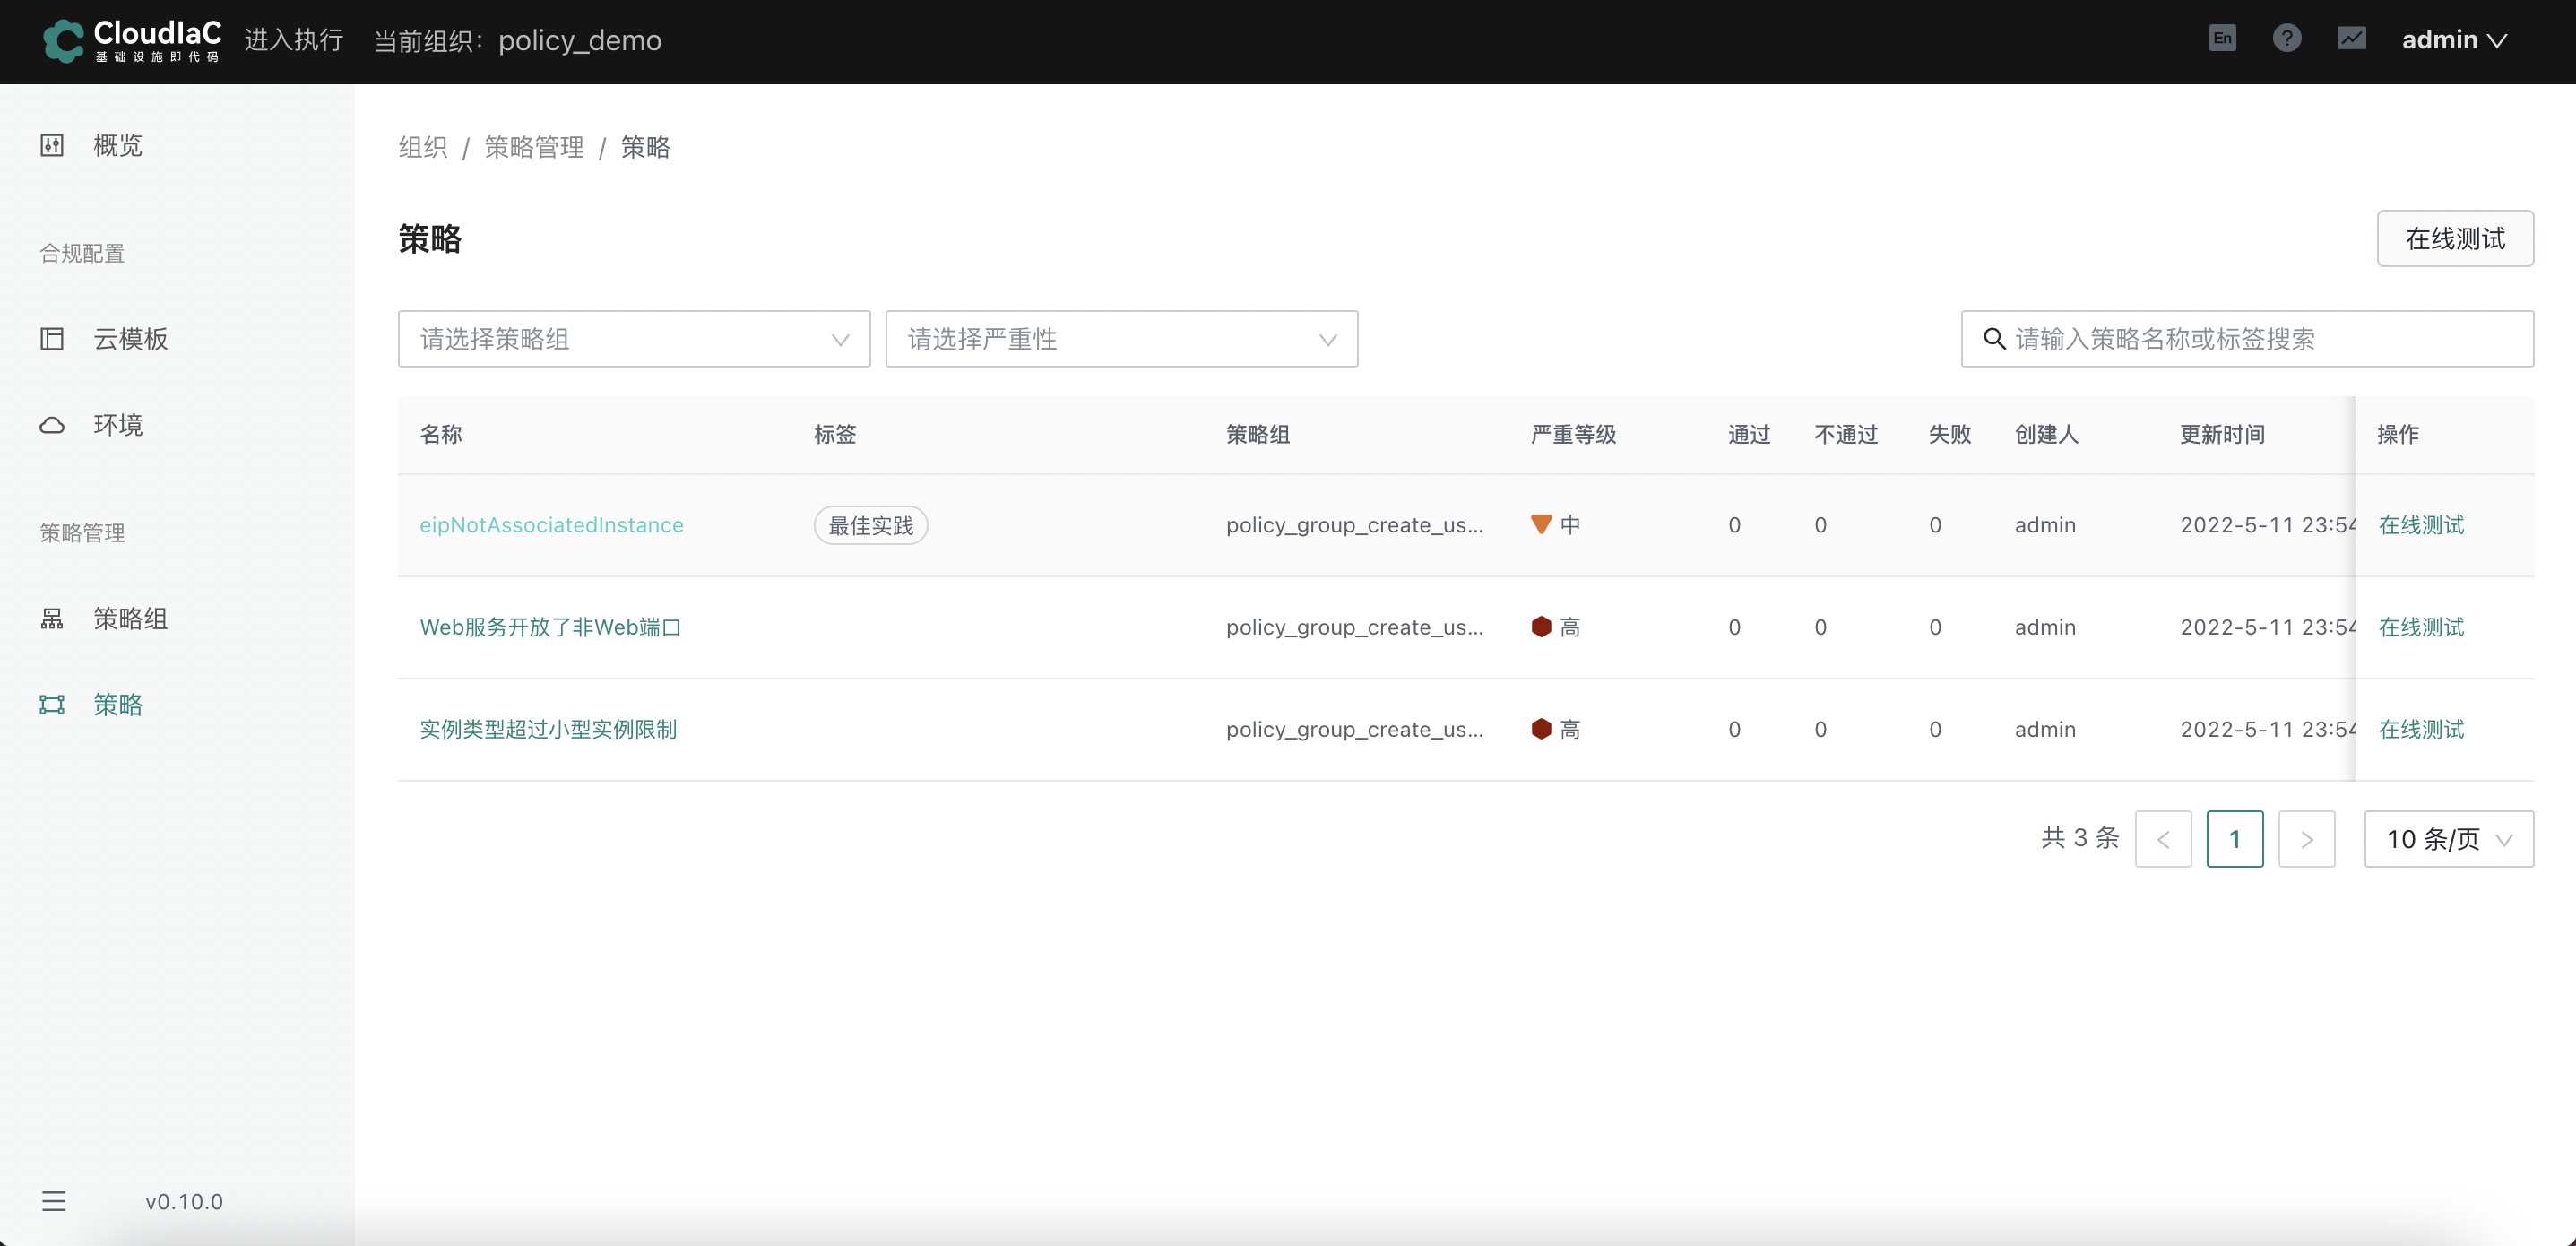 CloudIaC
基础设施即代码
进入执行
当前组织：policy_demo
En
?
admin
概览
合规配置
云模板
环境
策略管理
策略组
策略
v0.10.0
组织 / 策略管理 / 策略
策略
在线测试
请选择策略组
请选择严重性
请输入策略名称或标签搜索
名称 标签 策略组 严重等级 通过 不通过 失败 创建人 更新时间 操作
eipNotAssociatedInstance 最佳实践 policy_group_create_us... 中 0 0 0 admin 2022-5-11 23:54 在线测试
Web服务开放了非Web端口 policy_group_create_us... 高 0 0 0 admin 2022-5-11 23:54 在线测试
实例类型超过小型实例限制 policy_group_create_us... 高 0 0 0 admin 2022-5-11 23:54 在线测试
共 3 条 < 1 > 10 条/页